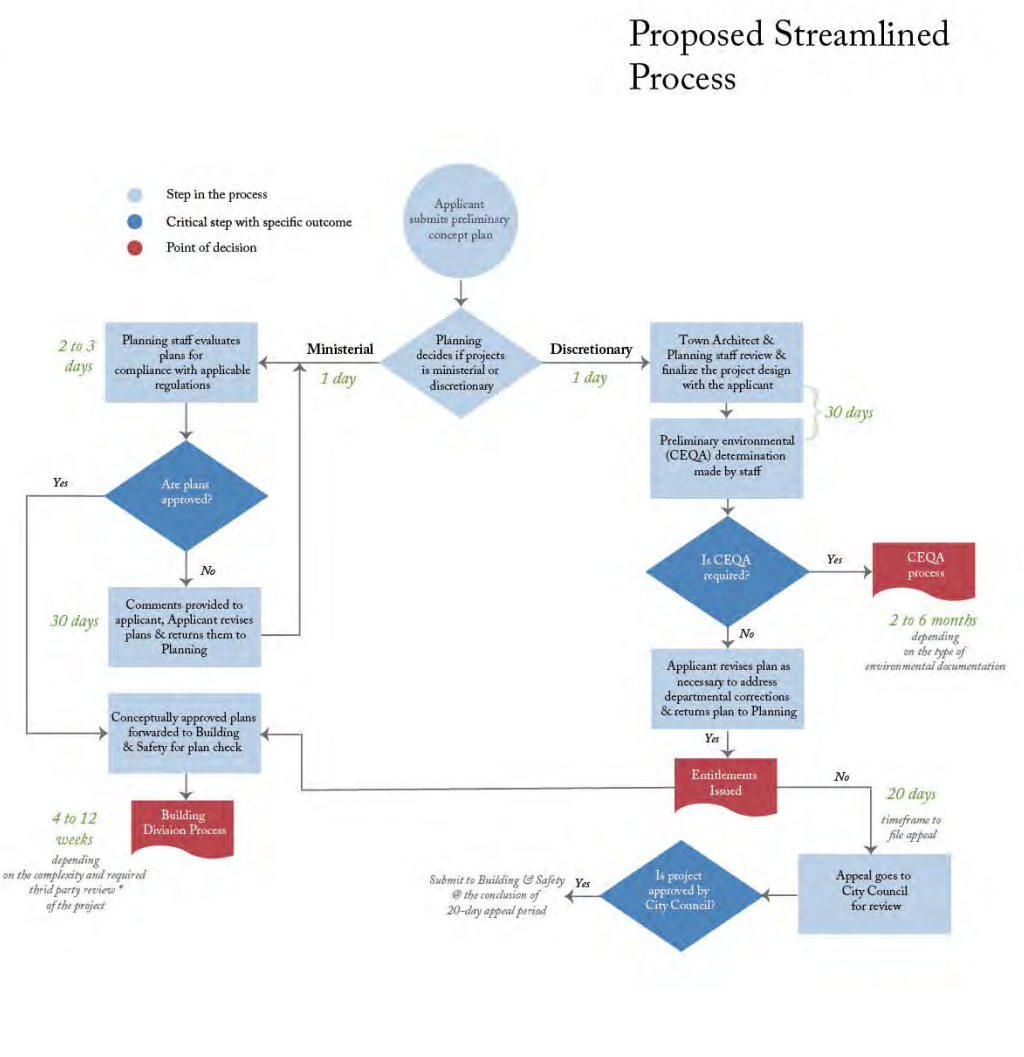 Proposed Streamlined
Process
Step in the process
Critical step with specific outcome
Point of decision
Applicant
submits preliminary
concept plan
Planning
decides if projects
is ministerial or
discretionary
Ministerial
1 day
Discretionary
1 day
2 to 3
days
Planning staff evaluates
plans for
compliance with applicable
regulations
Are plans
approved?
Yes
No
30 days
Comments provided to
applicant, Applicant revises
plans & returns them to
Planning
Conceptually approved plans
forwarded to Building
& Safety for plan check
Building
Division Process
4 to 12
weeks
depending
on the complexity and required
thrid party review *
of the project
Town Architect &
Planning staff review &
finalize the project design
with the applicant
30 days
Preliminary environmental
(CEQA) determination
made by staff
Is CEQA
required?
Yes
CEQA
process
2 to 6 months
depending
on the type of
environmental documentation
No
Applicant revises plan as
necessary to address
departmental corrections
& returns plan to Planning
Yes
Entitlements
Issued
No
20 days
timeframe to
file appeal
Appeal goes to
City Council
for review
Is project
approved by
City Council?
Yes
Submit to Building & Safety
@ the conclusion of
20-day appeal period